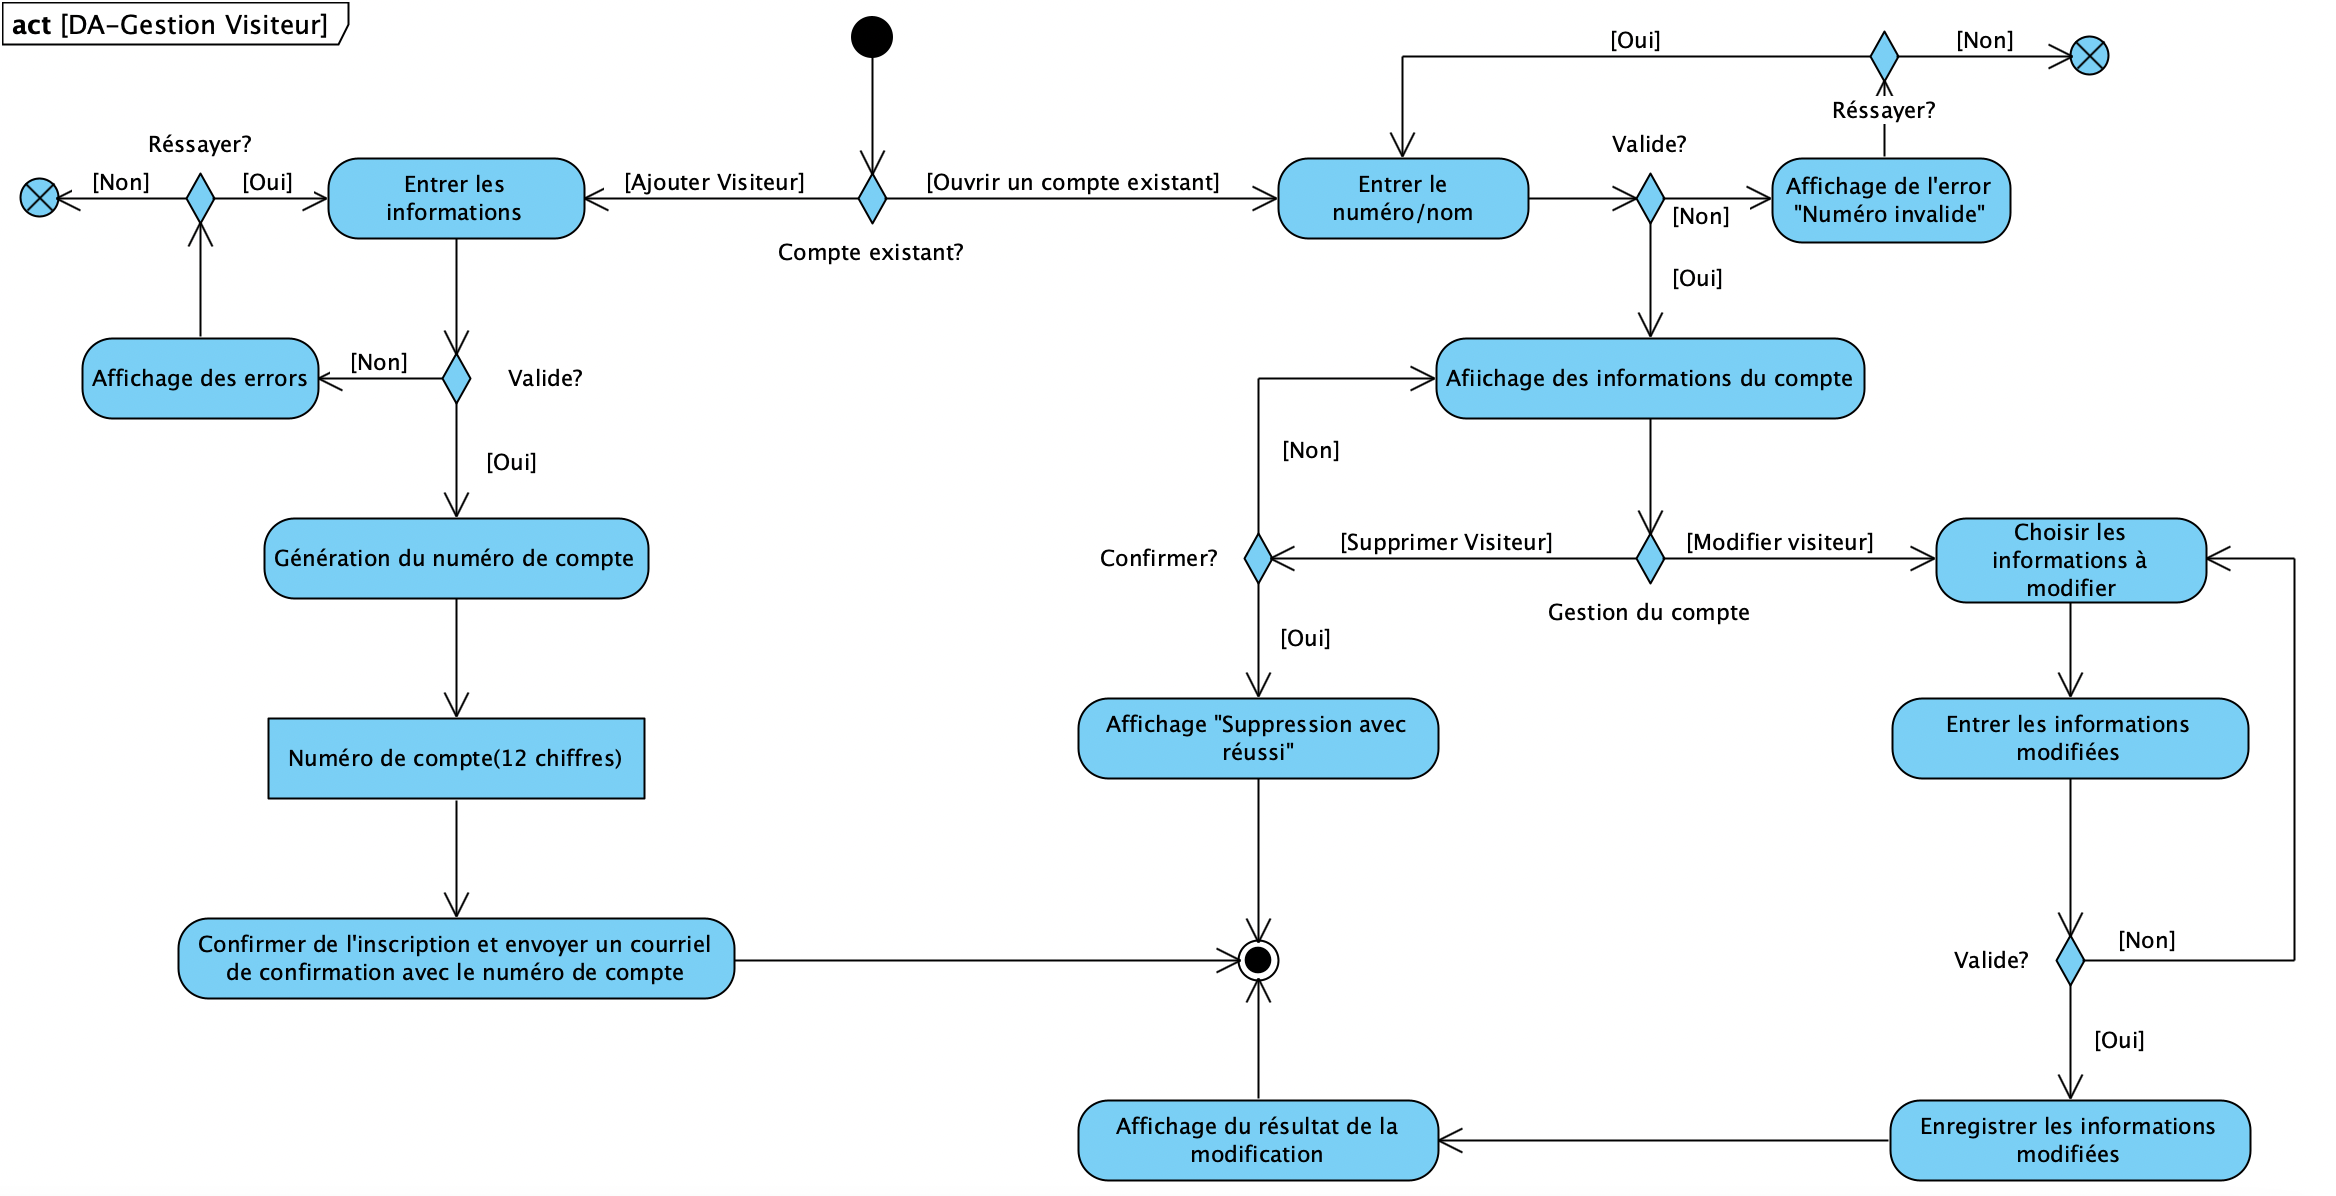 act [DA-Gestion Visiteur]
[Oui]
[Non]
Réssayer?
Réssayer?
Valide?
[Non]
[Oui]
Entrer les
informations
[Ajouter Visiteur]
[Ouvrir un compte existant]
Entrer le
numéro/nom
[Non]
Affichage de l'error
"Numéro invalide"
Compte existant?
[Oui]
Affichage des errors
[Non]
Valide?
Afiichage des informations du compte
[Oui]
[Non]
Génération du numéro de compte
Confirmer?
[Supprimer Visiteur]
[Modifier visiteur]
Choisir les
informations à
modifier
Gestion du compte
[Oui]
Numéro de compte(12 chiffres)
Affichage "Suppression avec
réussi"
Entrer les informations
modifiées
Confirmer de l'inscription et envoyer un courriel
de confirmation avec le numéro de compte
Valide?
[Non]
[Oui]
Affichage du résultat de la
modification
Enregistrer les informations
modifiées